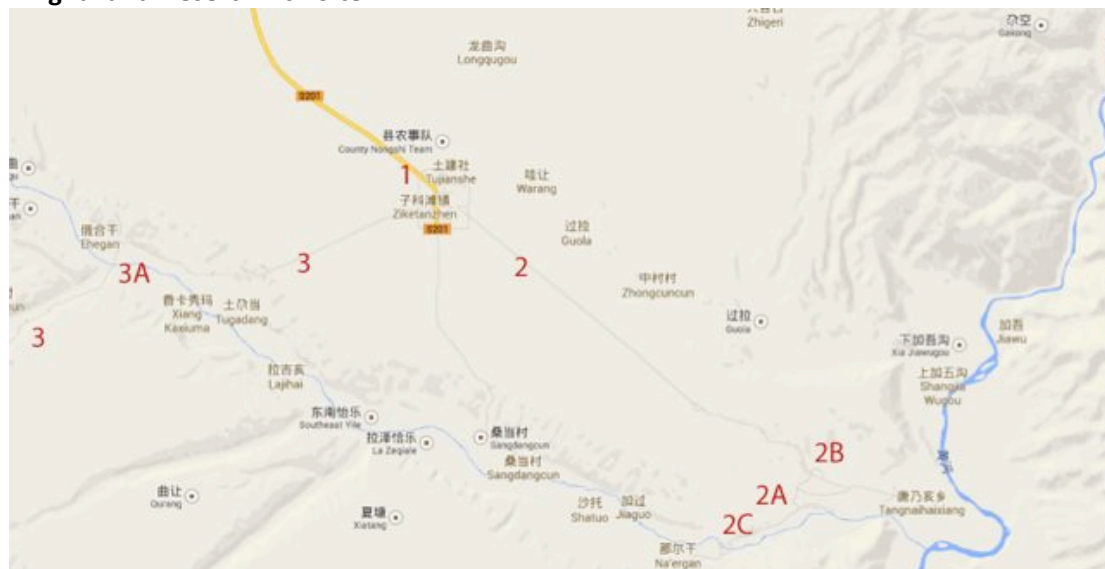 尕空
Gakong
Zhigeri
龙曲沟
Longqugou
S201
县农事队
County Nongshi Team
土建社
Tujianshe
哇让
Warang
1
子科滩镇
Ziketanzhen
S201
过拉
Guola
俄合干
Ehegan
3A
3
2
中村村
Zhongcuncun
香卡秀玛
Xiang
Kaxiuma
土尕当
Tugadang
3
过拉
Guola
加吾
Jiawu
下加吾沟
Xia Jiawugou
上加五沟
Shangjia
Wugou
拉吉亥
Lajihai
东南怡乐
Southeast Yile
拉泽恰乐
La Zeqiale
桑当村
Sangdangcun
桑当村
Sangdangcun
2B
2A
曲让
Qurang
夏塘
Xiatang
沙托
Shatuo
加过
Jiaguo
唐乃亥乡
Tangnaihaixiang
2C
那尔干
Na'ergan